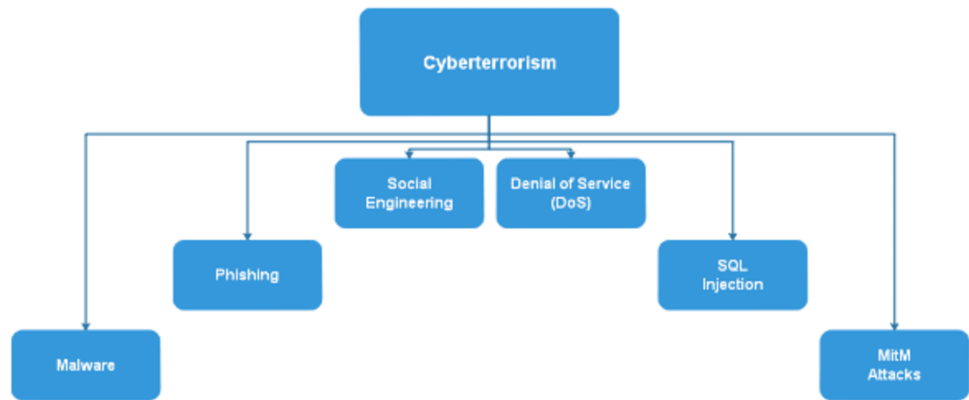 Cyberterrorism
Social
Engineering
Denial of Service
(DoS)
Phishing
SQL
Injection
Malware
MitM
Attacks